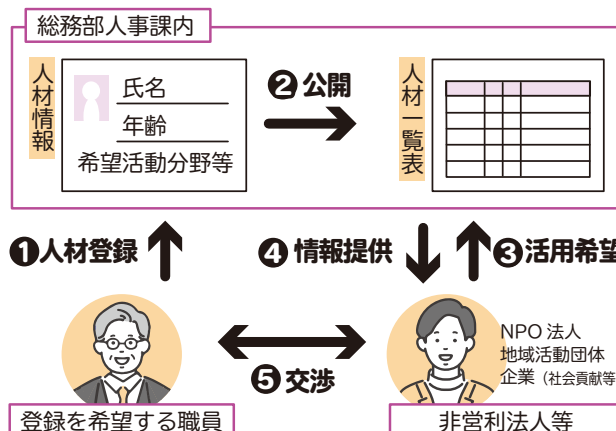 総務部人事課内
人材情報
氏名
年齢
希望活動分野等
❷公開
人材一覧表
❶人材登録
❹情報提供
❸活用希望
❺交渉
NPO法人
地域活動団体
企業（社会貢献等
登録を希望する職員
非営利法人等